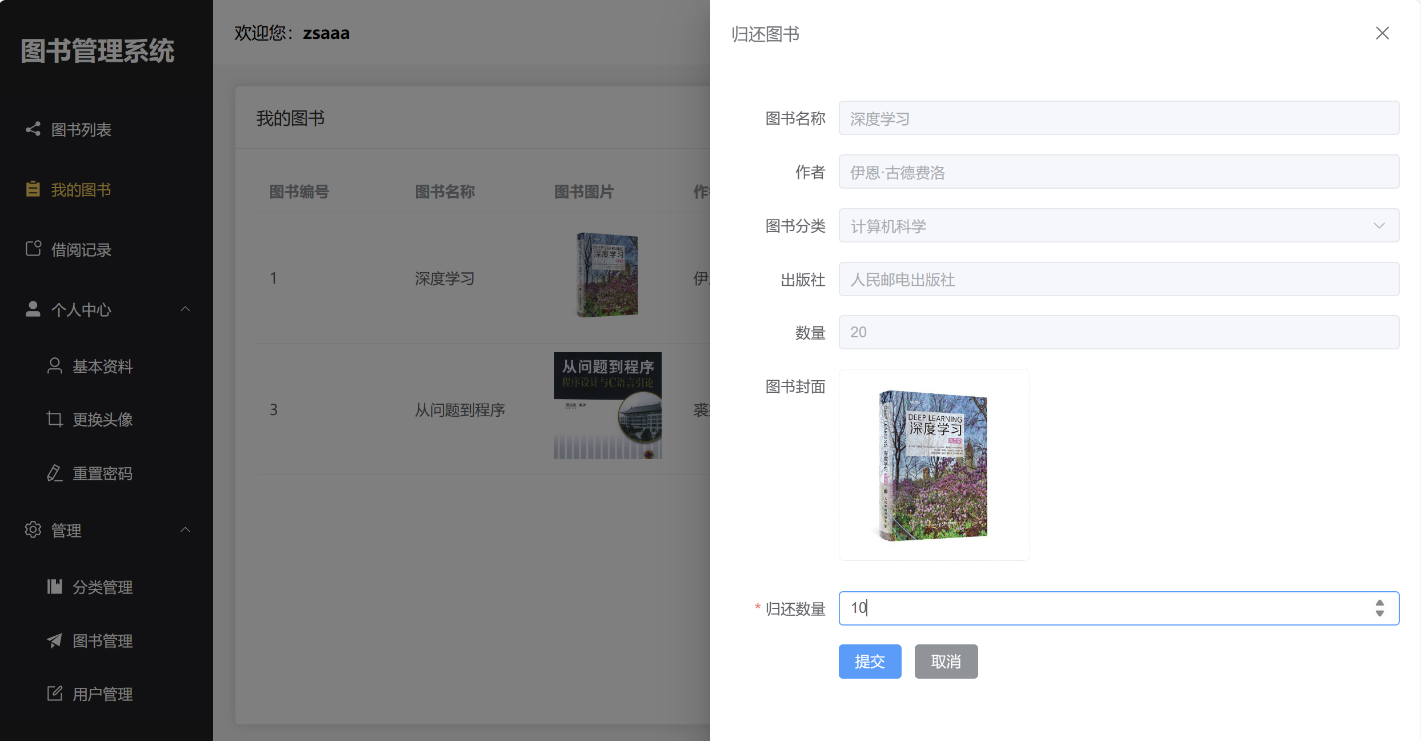 图书管理系统
图书列表
我的图书
借阅记录
个人中心
基本资料
更换头像
重置密码
管理
分类管理
图书管理
用户管理
欢迎您：zsaaa
我的图书
图书编号 图书名称 图书图片 作
1 深度学习 伊
DEEP LEARNING
深度学习
3 从问题到程序 裘
从问题到程序
程序设计与C语言引论
归还图书
图书名称 深度学习
作者 伊恩·古德费洛
图书分类 计算机科学
出版社 人民邮电出版社
数量 20
图书封面
DEEP LEARNING
深度学习
深度学习
* 归还数量 10
提交 取消